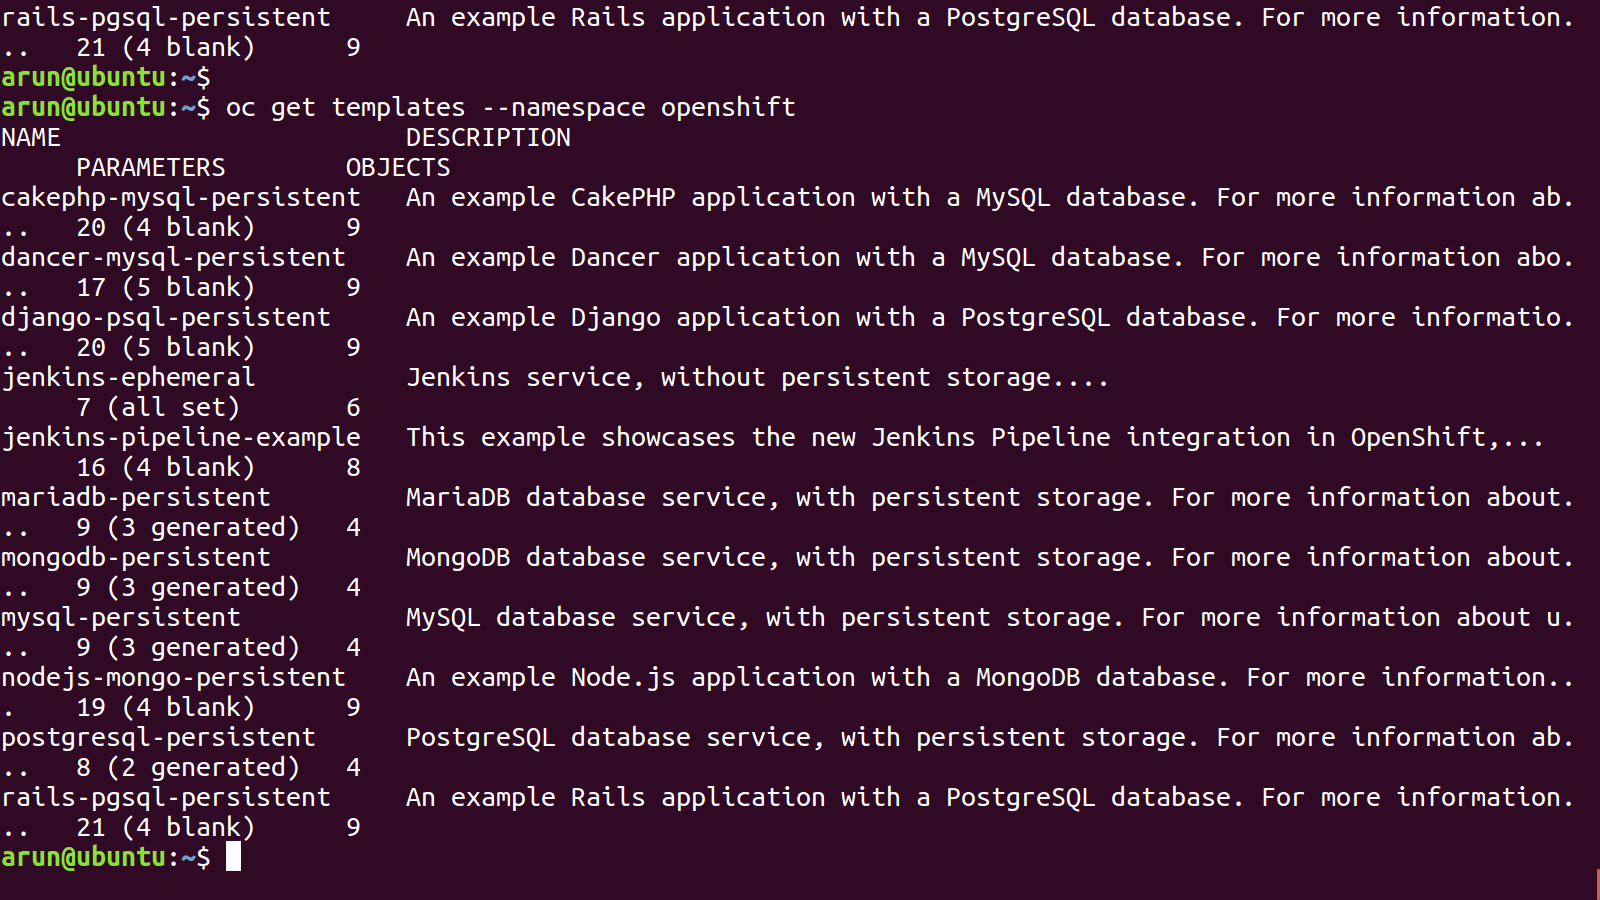 rails-pgsql-persistent     An example Rails application with a PostgreSQL database. For more information.
..   21 (4 blank)      9
arun@ubuntu:~$
arun@ubuntu:~$ oc get templates --namespace openshift
NAME                       DESCRIPTION
     PARAMETERS        OBJECTS
cakephp-mysql-persistent   An example CakePHP application with a MySQL database. For more information ab.
..   20 (4 blank)      9
dancer-mysql-persistent    An example Dancer application with a MySQL database. For more information abo.
..   17 (5 blank)      9
django-psql-persistent     An example Django application with a PostgreSQL database. For more informatio.
..   20 (5 blank)      9
jenkins-ephemeral          Jenkins service, without persistent storage....
     7 (all set)       6
jenkins-pipeline-example   This example showcases the new Jenkins Pipeline integration in OpenShift,...
     16 (4 blank)      8
mariadb-persistent         MariaDB database service, with persistent storage. For more information about.
..   9 (3 generated)   4
mongodb-persistent         MongoDB database service, with persistent storage. For more information about.
..   9 (3 generated)   4
mysql-persistent           MySQL database service, with persistent storage. For more information about u.
..   9 (3 generated)   4
nodejs-mongo-persistent    An example Node.js application with a MongoDB database. For more information..
.    19 (4 blank)      9
postgresql-persistent      PostgreSQL database service, with persistent storage. For more information ab.
..   8 (2 generated)   4
rails-pgsql-persistent     An example Rails application with a PostgreSQL database. For more information.
..   21 (4 blank)      9
arun@ubuntu:~$